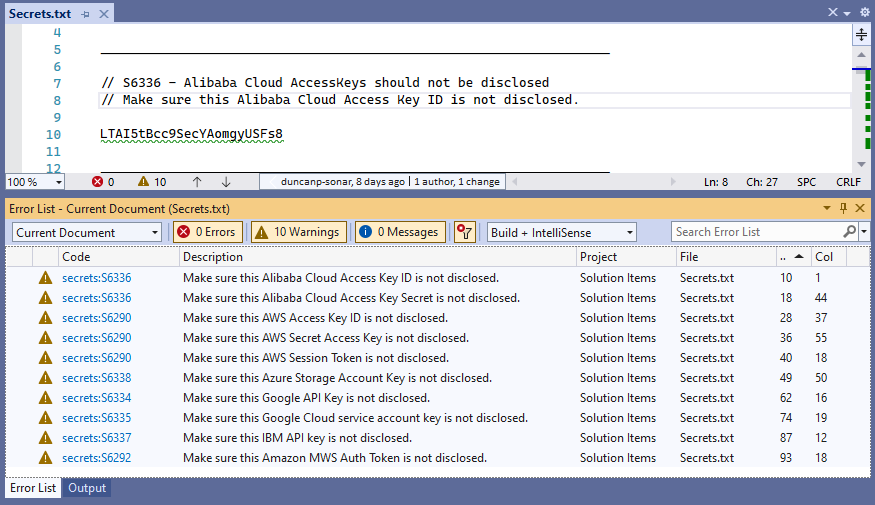 Secrets.txt
4
5
6
7 // S6336 - Alibaba Cloud AccessKeys should not be disclosed
8 // Make sure this Alibaba Cloud Access Key ID is not disclosed.
9
10 LTAI5tBcc9SecYAomgyUSFs8
11
12
100 % 0 10 duncanp-sonar, 8 days ago | 1 author, 1 change Ln: 8 Ch: 27 SPC CRLF
Error List - Current Document (Secrets.txt)
Current Document 0 Errors 10 Warnings 0 Messages Build + IntelliSense Search Error List
Code Description Project File .. Col
secrets:S6336 Make sure this Alibaba Cloud Access Key ID is not disclosed. Solution Items Secrets.txt 10 1
secrets:S6336 Make sure this Alibaba Cloud Access Key Secret is not disclosed. Solution Items Secrets.txt 18 44
secrets:S6290 Make sure this AWS Access Key ID is not disclosed. Solution Items Secrets.txt 28 37
secrets:S6290 Make sure this AWS Secret Access Key is not disclosed. Solution Items Secrets.txt 36 55
secrets:S6290 Make sure this AWS Session Token is not disclosed. Solution Items Secrets.txt 40 18
secrets:S6338 Make sure this Azure Storage Account Key is not disclosed. Solution Items Secrets.txt 49 50
secrets:S6334 Make sure this Google API Key is not disclosed. Solution Items Secrets.txt 62 16
secrets:S6335 Make sure this Google Cloud service account key is not disclosed. Solution Items Secrets.txt 74 19
secrets:S6337 Make sure this IBM API key is not disclosed. Solution Items Secrets.txt 87 12
secrets:S6292 Make sure this Amazon MWS Auth Token is not disclosed. Solution Items Secrets.txt 93 18
Error List Output